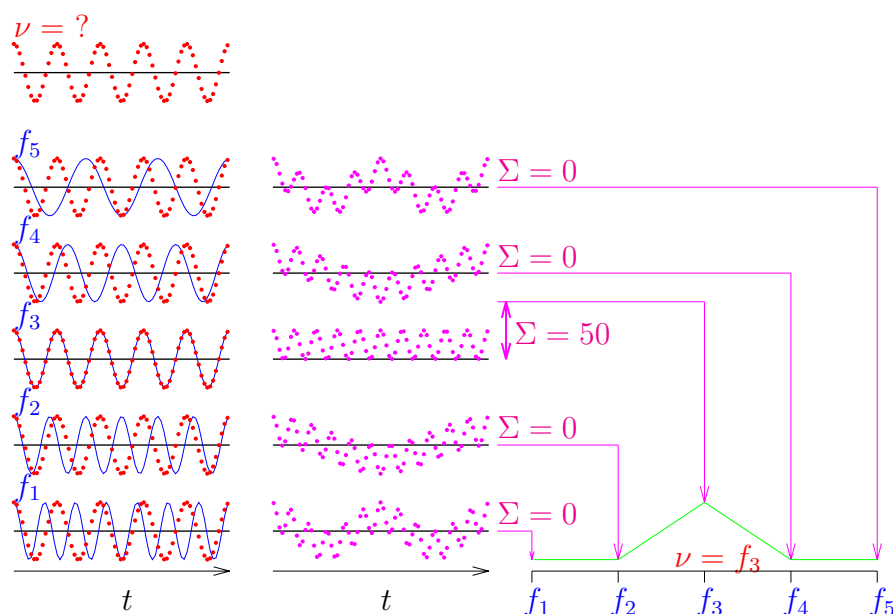 ν = ?
f₅
Σ = 0
f₄
Σ = 0
f₃
Σ = 50
f₂
Σ = 0
f₁
Σ = 0
ν = f₃
t
t
f₁ f₂ f₃ f₄ f₅